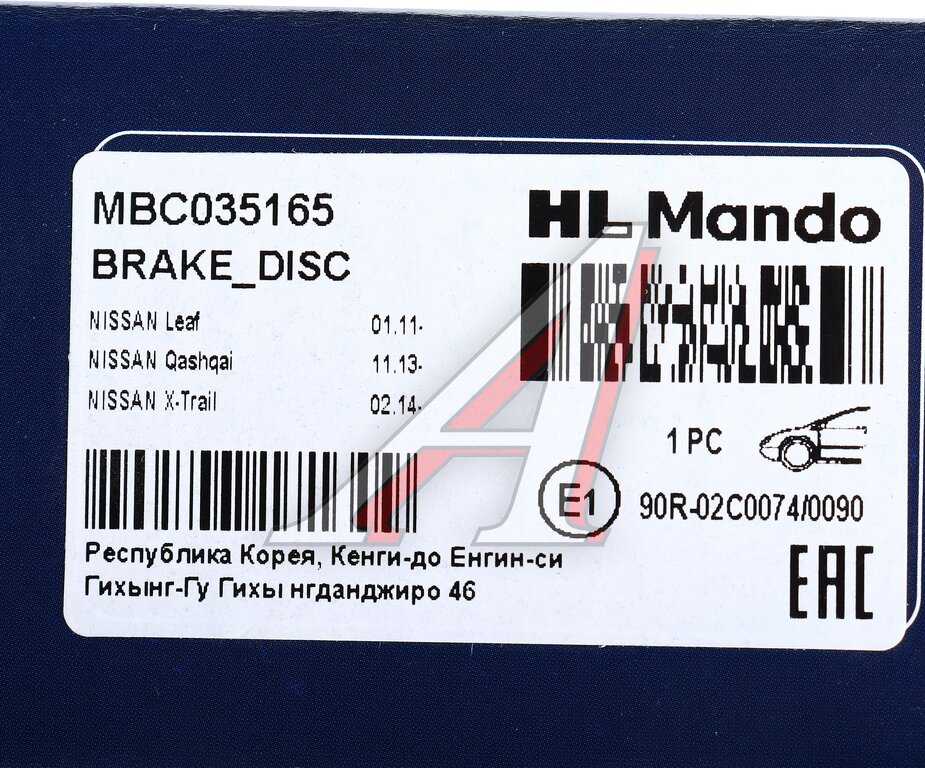 MBC035165
BRAKE_DISC
HL Mando
NISSAN Leaf 01.11-
NISSAN Qashqai 11.13-
NISSAN X-Trail 02.14-
1 PC
E1 90R-02C0074/0090
Республика Корея, Кенги-до Енгин-си
Гихынг-Гу Гихы нгданджиро 46
EAC